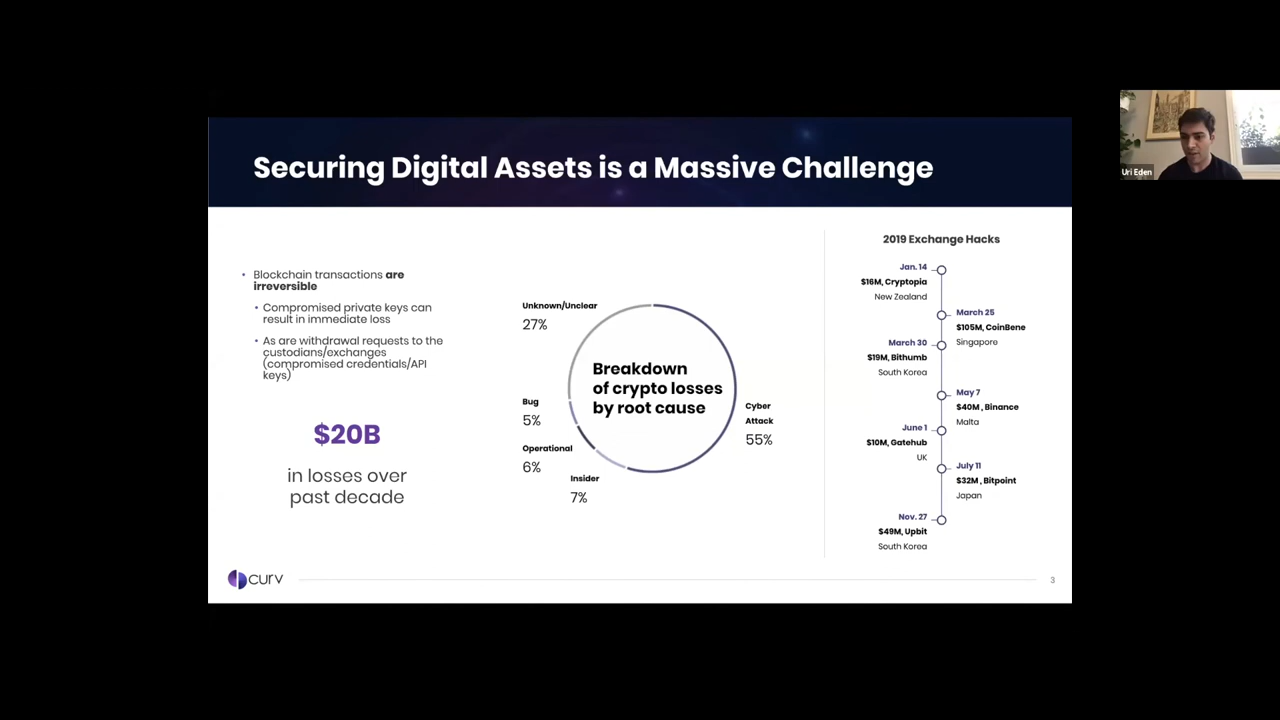 Securing Digital Assets is a Massive Challenge
• Blockchain transactions are
irreversible
• Compromised private keys can
result in immediate loss
• As are withdrawal requests to the
custodians/exchanges
(compromised credentials/API
keys)
$20B
in losses over
past decade
Unknown/Unclear
27%
Bug
5%
Operational
6%
Insider
7%
Breakdown
of crypto losses
by root cause
Cyber
Attack
55%
2019 Exchange Hacks
Jan. 14
$16M, Cryptopia
New Zealand
March 25
$105M, CoinBene
Singapore
March 30
$19M, Bithumb
South Korea
May 7
$40M, Binance
Malta
June 1
$10M, Gatehub
UK
July 11
$32M, Bitpoint
Japan
Nov. 27
$49M, Upbit
South Korea
curv
3
Uri Eden